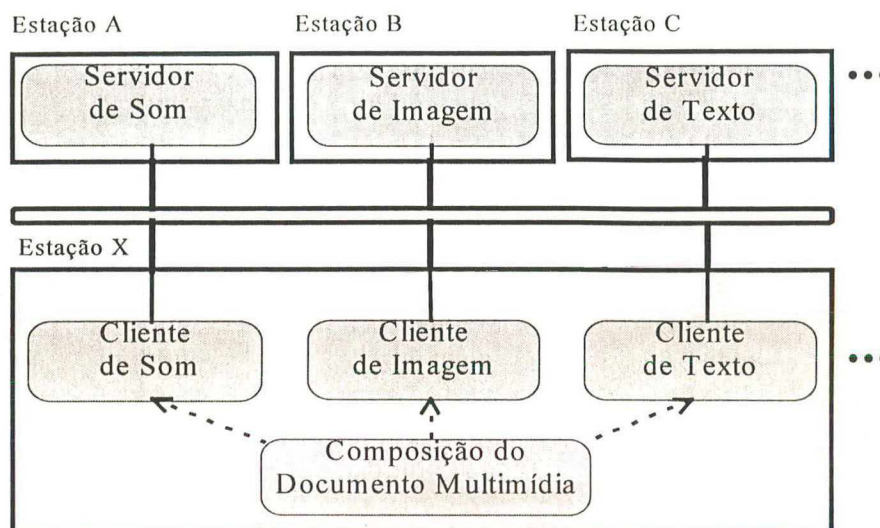 Estação A
Estação B
Estação C
Servidor
de Som
Servidor
de Imagem
Servidor
de Texto
Estação X
Cliente
de Som
Cliente
de Imagem
Cliente
de Texto
Composição do
Documento Multimídia